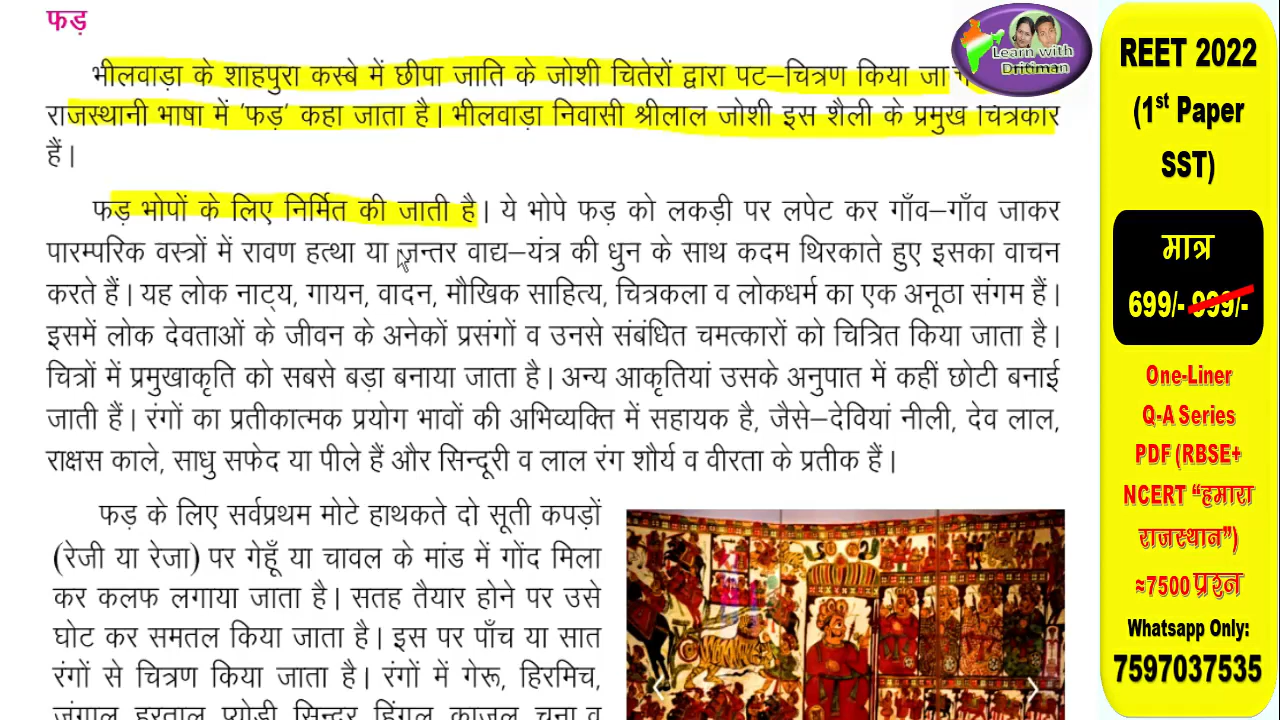 फड़
भीलवाड़ा के शाहपुरा कस्बे में छीपा जाति के जोशी चितेरों द्वारा पट–चित्रण किया जा
राजस्थानी भाषा में ‘फड़’ कहा जाता है। भीलवाड़ा निवासी श्रीलाल जोशी इस शैली के प्रमुख चित्रकार
हैं।
फड़ भोपों के लिए निर्मित की जाती है। ये भोपे फड़ को लकड़ी पर लपेट कर गाँव–गाँव जाकर
पारम्परिक वस्त्रों में रावण हत्था या जन्तर वाद्य–यंत्र की धुन के साथ कदम थिरकाते हुए इसका वाचन
करते हैं। यह लोक नाट्य, गायन, वादन, मौखिक साहित्य, चित्रकला व लोकधर्म का एक अनूठा संगम हैं।
इसमें लोक देवताओं के जीवन के अनेकों प्रसंगों व उनसे संबंधित चमत्कारों को चित्रित किया जाता है।
चित्रों में प्रमुखाकृति को सबसे बड़ा बनाया जाता है। अन्य आकृतियां उसके अनुपात में कहीं छोटी बनाई
जाती हैं। रंगों का प्रतीकात्मक प्रयोग भावों की अभिव्यक्ति में सहायक है, जैसे–देवियां नीली, देव लाल,
राक्षस काले, साधु सफेद या पीले हैं और सिन्दूरी व लाल रंग शौर्य व वीरता के प्रतीक हैं।
फड़ के लिए सर्वप्रथम मोटे हाथकते दो सूती कपड़ों
(रेजी या रेजा) पर गेहूँ या चावल के मांड में गोंद मिला
कर कलफ लगाया जाता है। सतह तैयार होने पर उसे
घोट कर समतल किया जाता है। इस पर पाँच या सात
रंगों से चित्रण किया जाता है। रंगों में गेरू, हिरमिच,
जंगाल हरताल प्योड़ी सिन्दूर हिंगलू काजल चूना व
Learn with
Dritiman
REET 2022
(1st Paper
SST)
मात्र
699/- 999/-
One-Liner
Q-A Series
PDF (RBSE+
NCERT “हमारा
राजस्थान”)
≈7500 प्रश्न
Whatsapp Only:
7597037535